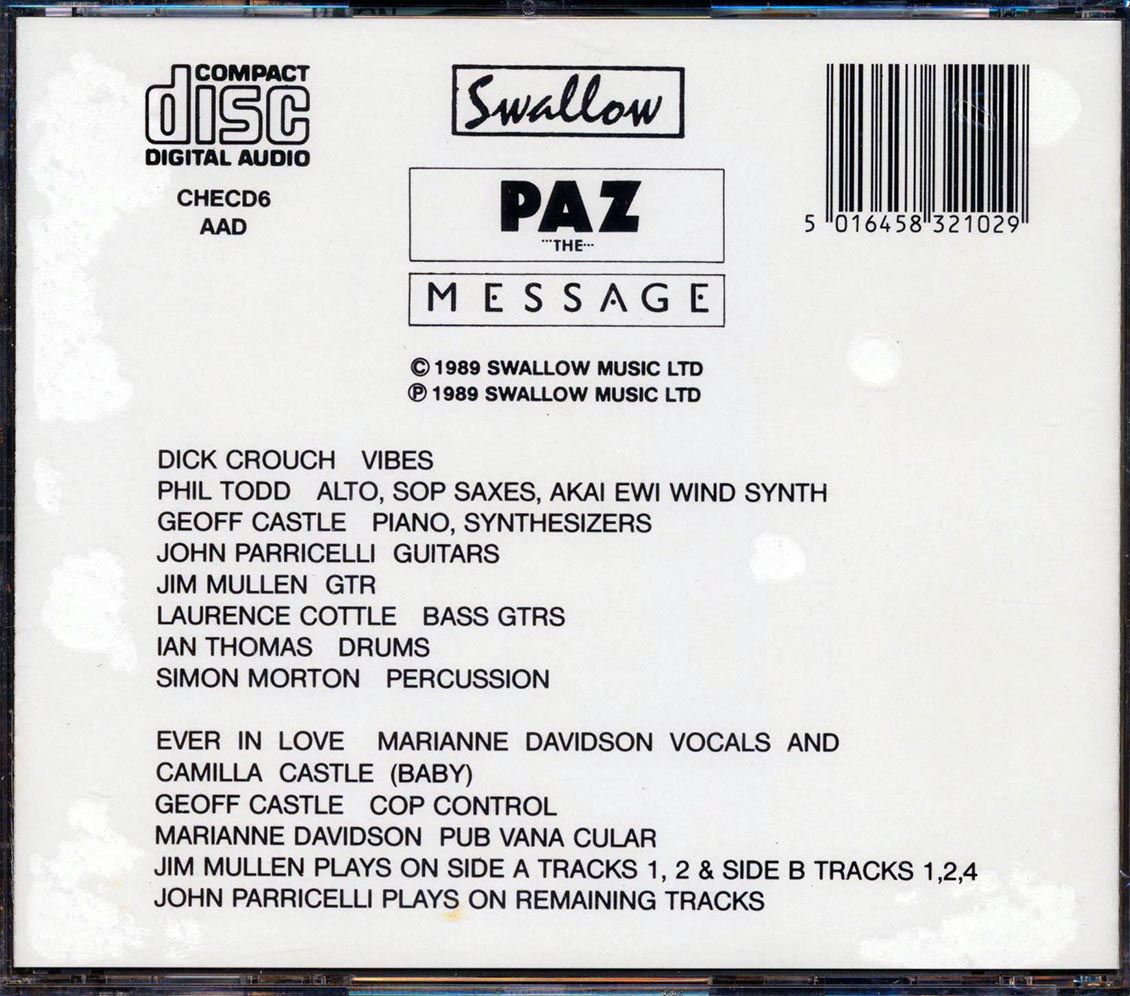 COMPACT
disc
DIGITAL AUDIO
CHECD6
AAD
Swallow
PAZ
THE
MESSAGE
5 016458 321029
© 1989 SWALLOW MUSIC LTD
℗ 1989 SWALLOW MUSIC LTD
DICK CROUCH VIBES
PHIL TODD ALTO, SOP SAXES, AKAI EWI WIND SYNTH
GEOFF CASTLE PIANO, SYNTHESIZERS
JOHN PARRICELLI GUITARS
JIM MULLEN GTR
LAURENCE COTTLE BASS GTRS
IAN THOMAS DRUMS
SIMON MORTON PERCUSSION
EVER IN LOVE MARIANNE DAVIDSON VOCALS AND
CAMILLA CASTLE (BABY)
GEOFF CASTLE COP CONTROL
MARIANNE DAVIDSON PUB VANA CULAR
JIM MULLEN PLAYS ON SIDE A TRACKS 1, 2 & SIDE B TRACKS 1,2,4
JOHN PARRICELLI PLAYS ON REMAINING TRACKS